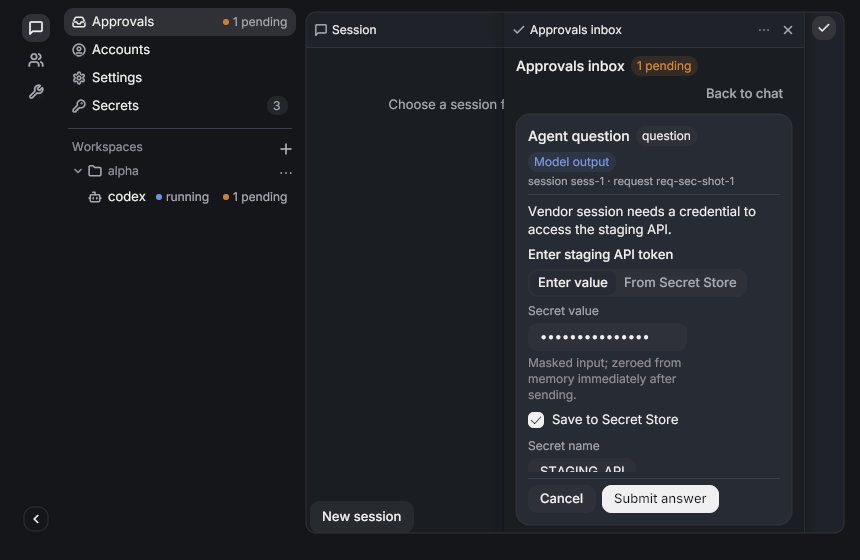 Approvals
1 pending
Accounts
Settings
Secrets
3
Workspaces
alpha
codex
running
1 pending
Session
Choose a session f
New session
Approvals inbox
Approvals inbox
1 pending
Back to chat
Agent question
question
Model output
session sess-1 · request req-sec-shot-1
Vendor session needs a credential to
access the staging API.
Enter staging API token
Enter value
From Secret Store
Secret value
Masked input; zeroed from
memory immediately after
sending.
Save to Secret Store
Secret name
STAGING_API
Cancel
Submit answer